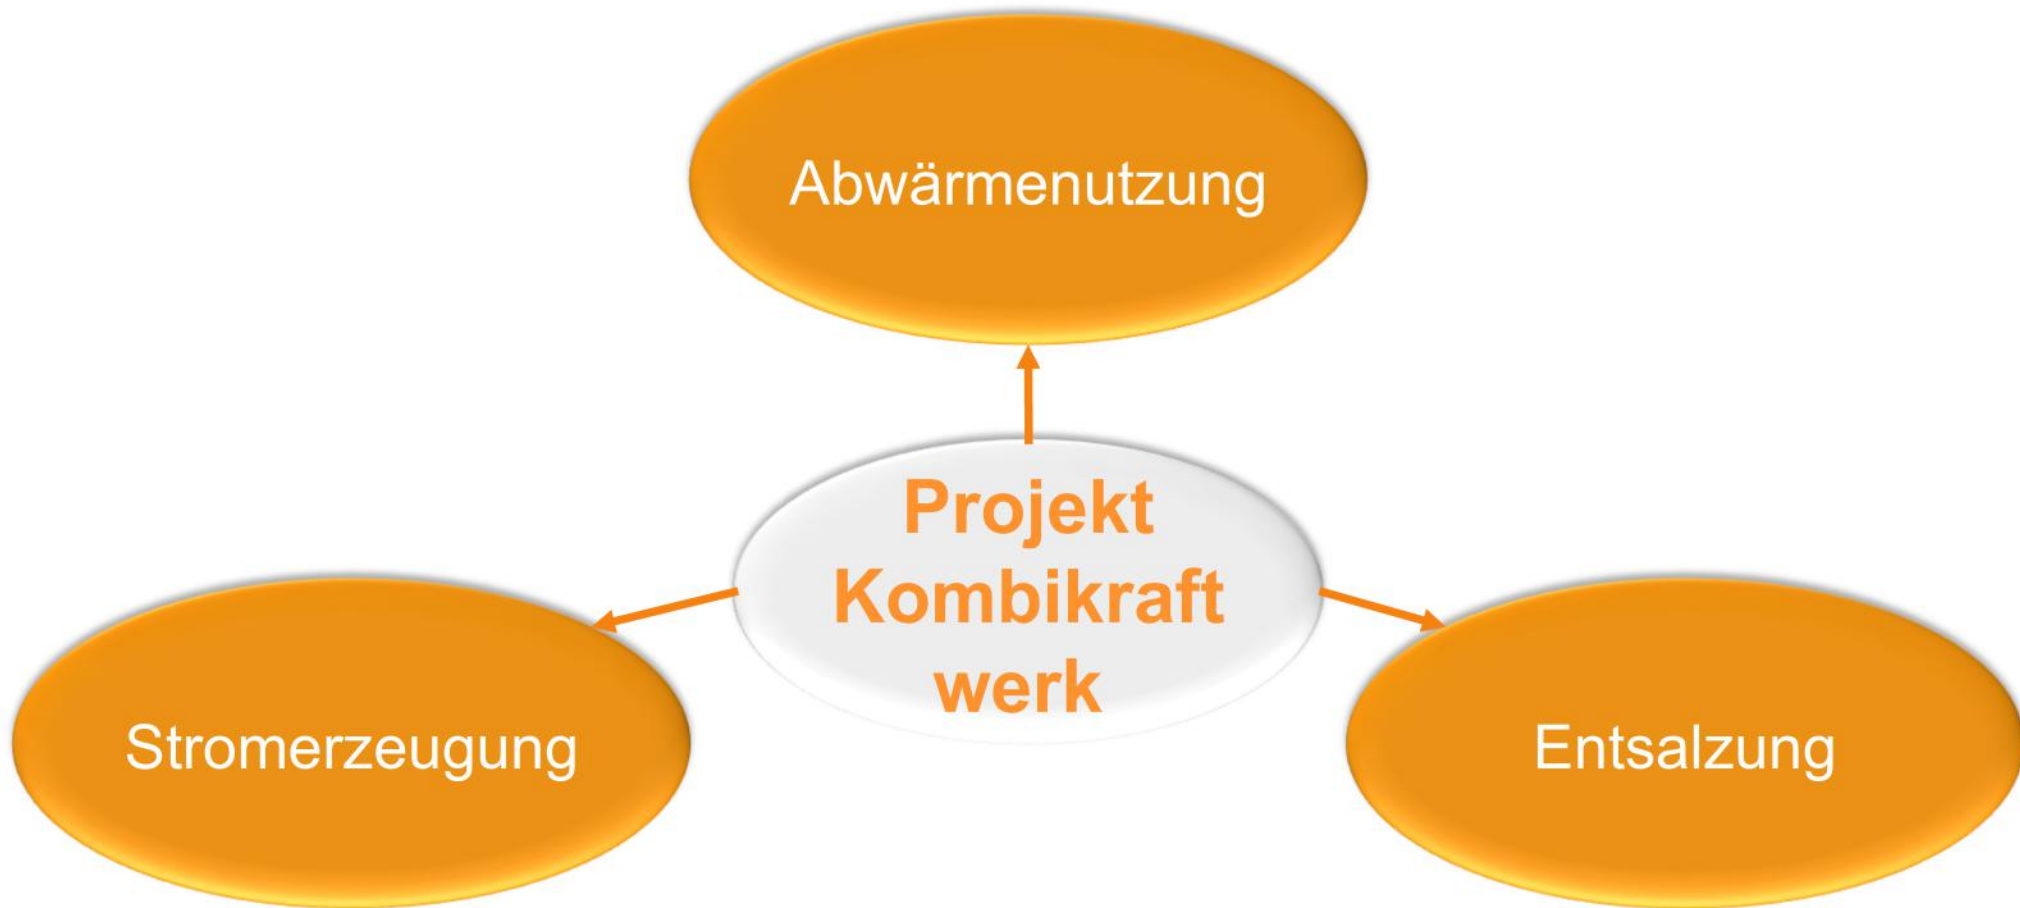 Abwärmenutzung
Projekt
Kombikraft
werk
Stromerzeugung
Entsalzung